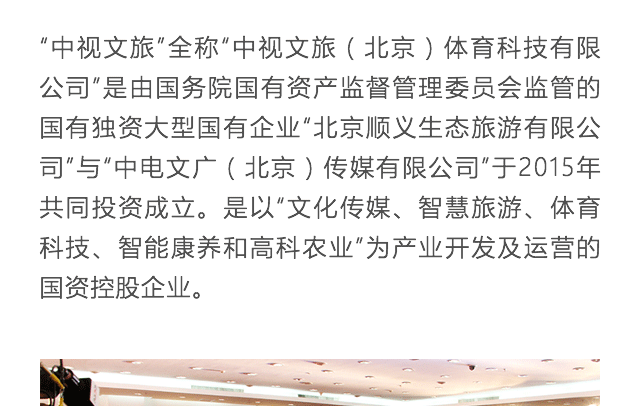 “中视文旅”全称“中视文旅（北京）体育科技有限
公司”是由国务院国有资产监督管理委员会监管的
国有独资大型国有企业“北京顺义生态旅游有限公
司”与“中电文广（北京）传媒有限公司”于2015年
共同投资成立。是以“文化传媒、智慧旅游、体育
科技、智能康养和高科农业”为产业开发及运营的
国资控股企业。